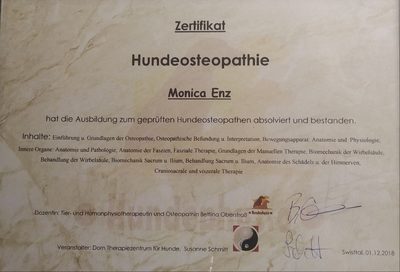 Zertifikat
Hundeosteopathie
Monica Enz
hat die Ausbildung zum geprüften Hundeosteopathen absolviert und bestanden.
Inhalte: Einführung u. Grundlagen der Osteopathie, Osteopathische Befundung u. Interpretation, Bewegungsapparat: Anatomie und Physiologie,
Innere Organe: Anatomie und Pathologie, Anatomie der Faszien, Fasziale Therapie, Grundlagen der Manuellen Therapie, Biomechanik der Wirbelsäule,
Behandlung der Wirbelsäule, Biomechanik Sacrum u. Ilium, Behandlung Sacrum u. Ilium, Anatomie des Schädels u. der Hirnnerven,
Craniosacrale und viszerale Therapie
Dozentin: Tier- und Humanphysiotherapeutin und Osteopathin Bettina Oberstraß
Veranstalter: Dom Therapiezentrum für Hunde, Susanne Schmitt
Swisttal, 01.12.2018